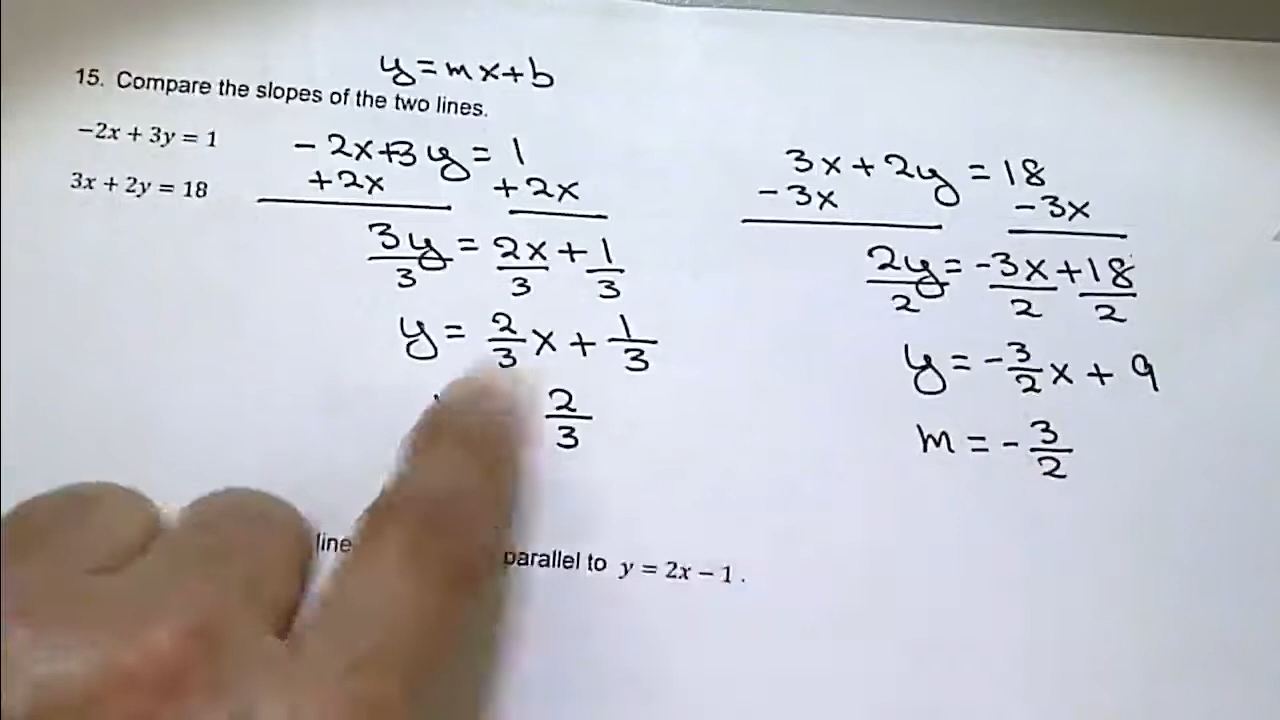 y = mx + b
15. Compare the slopes of the two lines.
−2x + 3y = 1
3x + 2y = 18
- 2x + 3y = 1
+2x +2x
3y/3 = 2x/3 + 1/3
y = 2/3 x + 1/3
2/3
3x + 2y = 18
-3x -3x
2y/2 = -3x/2 + 18/2
y = -3/2 x + 9
m = - 3/2
line parallel to y = 2x − 1 .